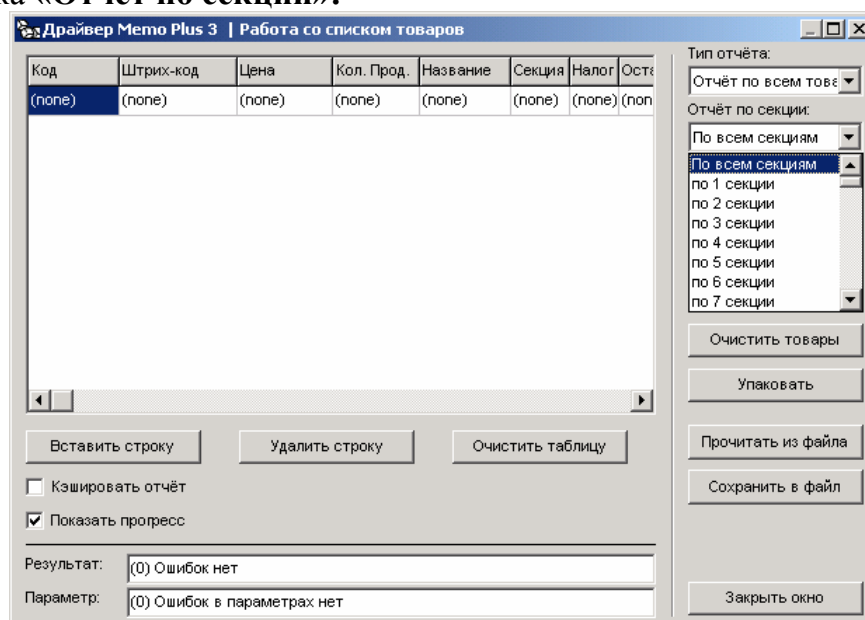 «Отчёт по секции».
Драйвер Memo Plus 3 | Работа со списком товаров
Код Штрих-код Цена Кол. Прод. Название Секция Налог
(none) (none) (none) (none) (none) (none) (none)
Тип отчёта:
Отчёт по всем
Отчёт по секции:
По всем секциям
По всем секциям
по 1 секции
по 2 секции
по 3 секции
по 4 секции
по 5 секции
по 6 секции
по 7 секции
Очистить товары
Упаковать
Прочитать из файла
Сохранить в файл
Вставить строку Удалить строку Очистить таблицу
Кэшировать отчёт
Показать прогресс
Результат: (0) Ошибок нет
Параметр: (0) Ошибок в параметрах нет
Закрыть окно